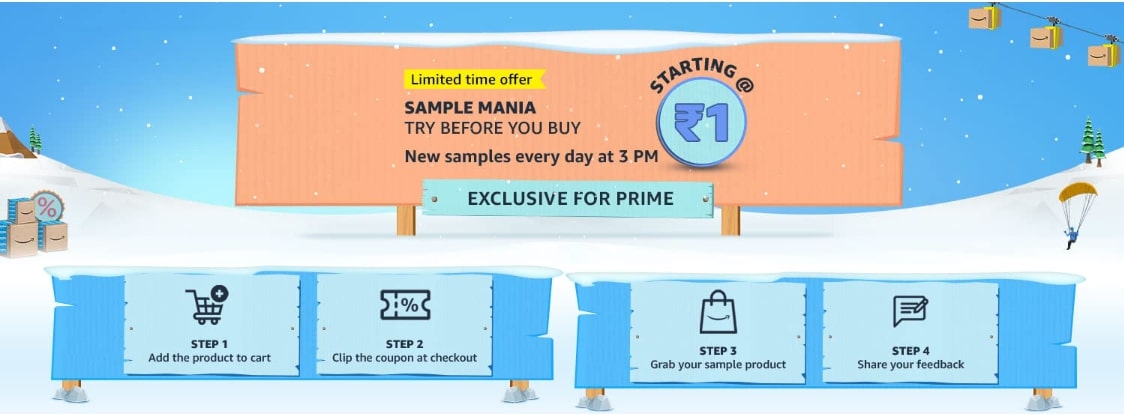 Limited time offer
SAMPLE MANIA
TRY BEFORE YOU BUY
New samples every day at 3 PM
STARTING @
₹1
EXCLUSIVE FOR PRIME
%
STEP 1
Add the product to cart
%
STEP 2
Clip the coupon at checkout
STEP 3
Grab your sample product
STEP 4
Share your feedback